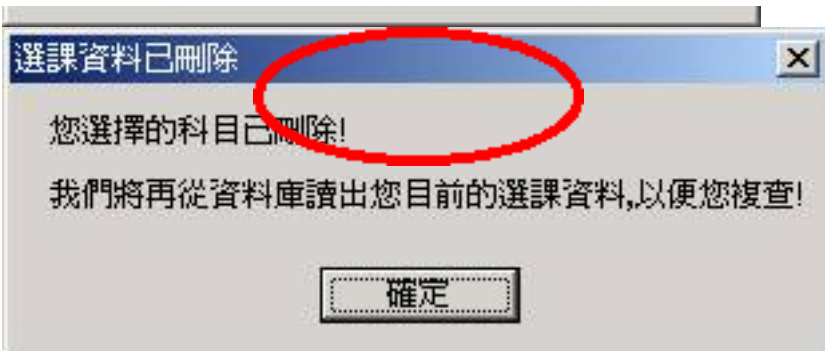 選課資料已刪除
您選擇的科目已刪除!
我們將再從資料庫讀出您目前的選課資料,以便您複查!
確定